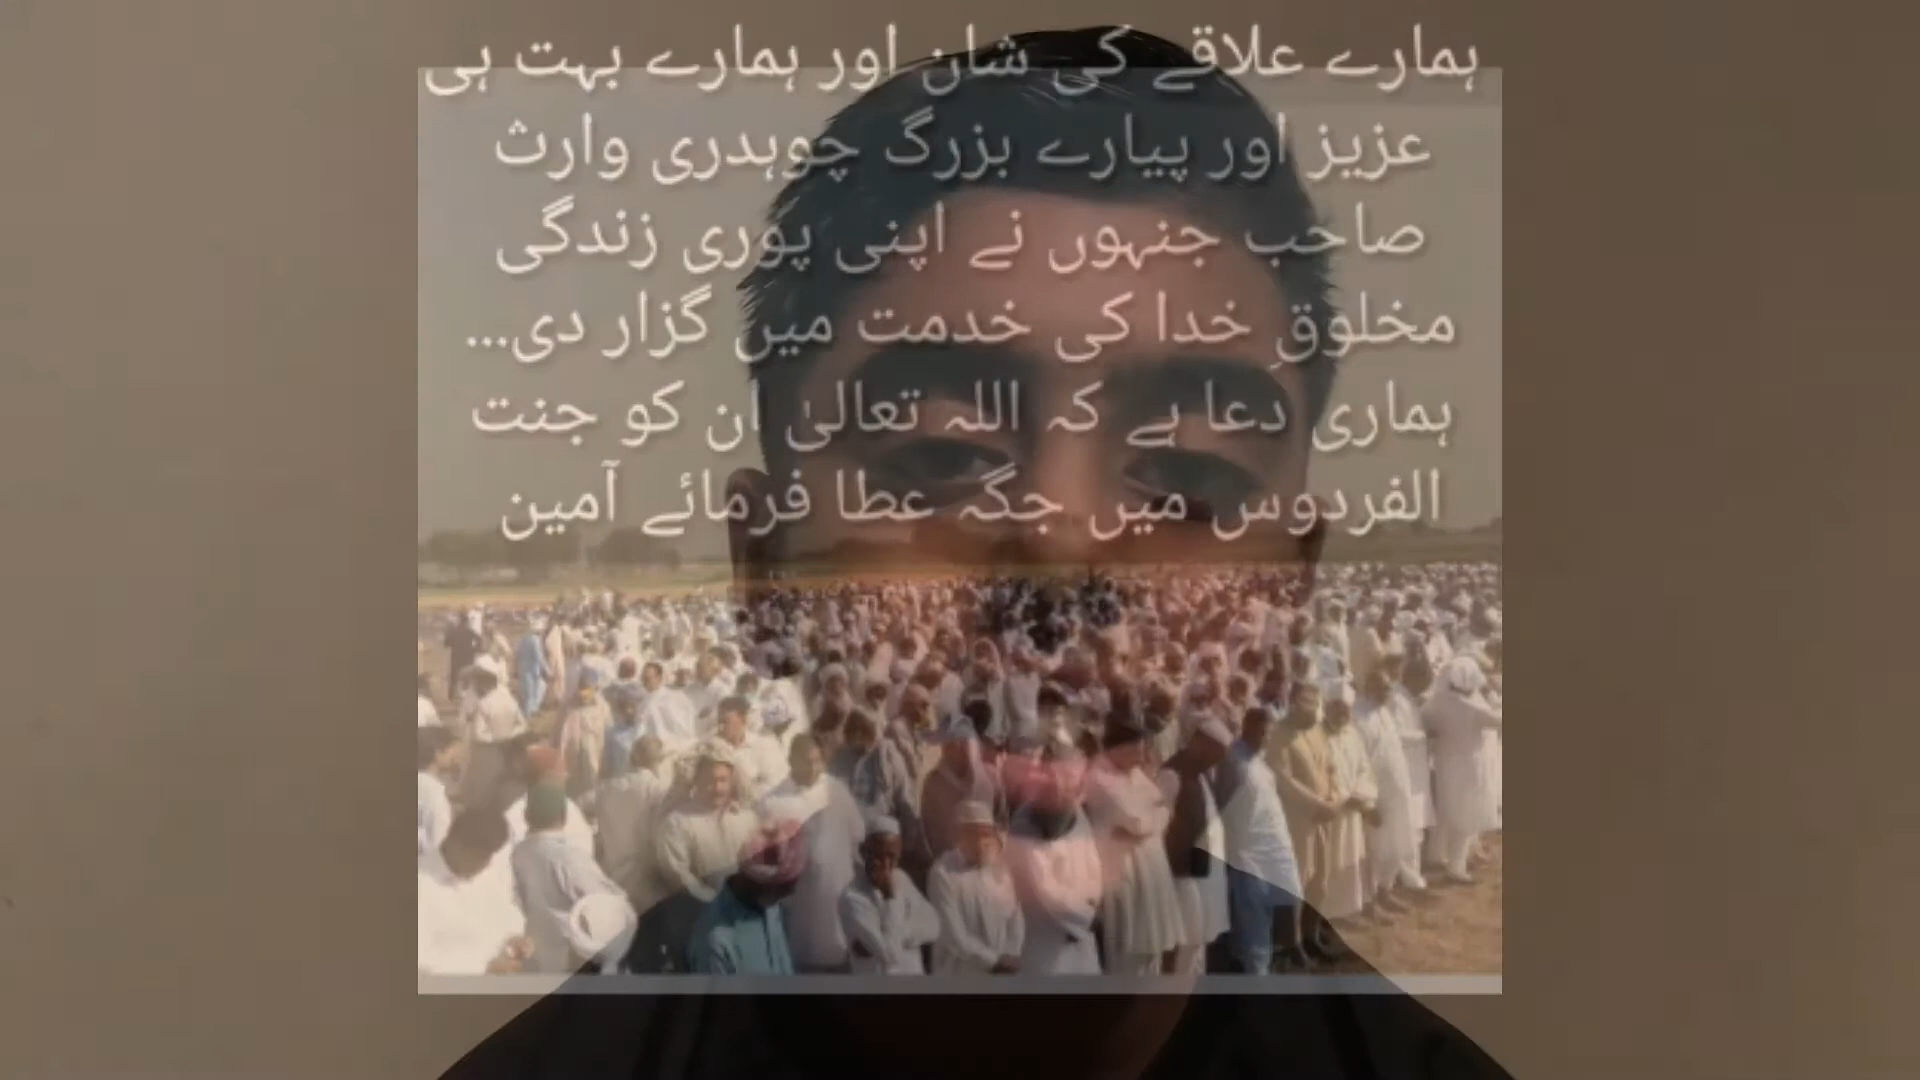 ہمارے علاقے کی شان اور ہمارے بہت ہی
عزیز اور پیارے بزرگ چوہدری وارث
صاحب جنہوں نے اپنی پوری زندگی
مخلوقِ خدا کی خدمت میں گزار دی...
ہماری دعا ہے کہ اللہ تعالیٰ اُن کو جنت
الفردوس میں جگہ عطا فرمائے آمین